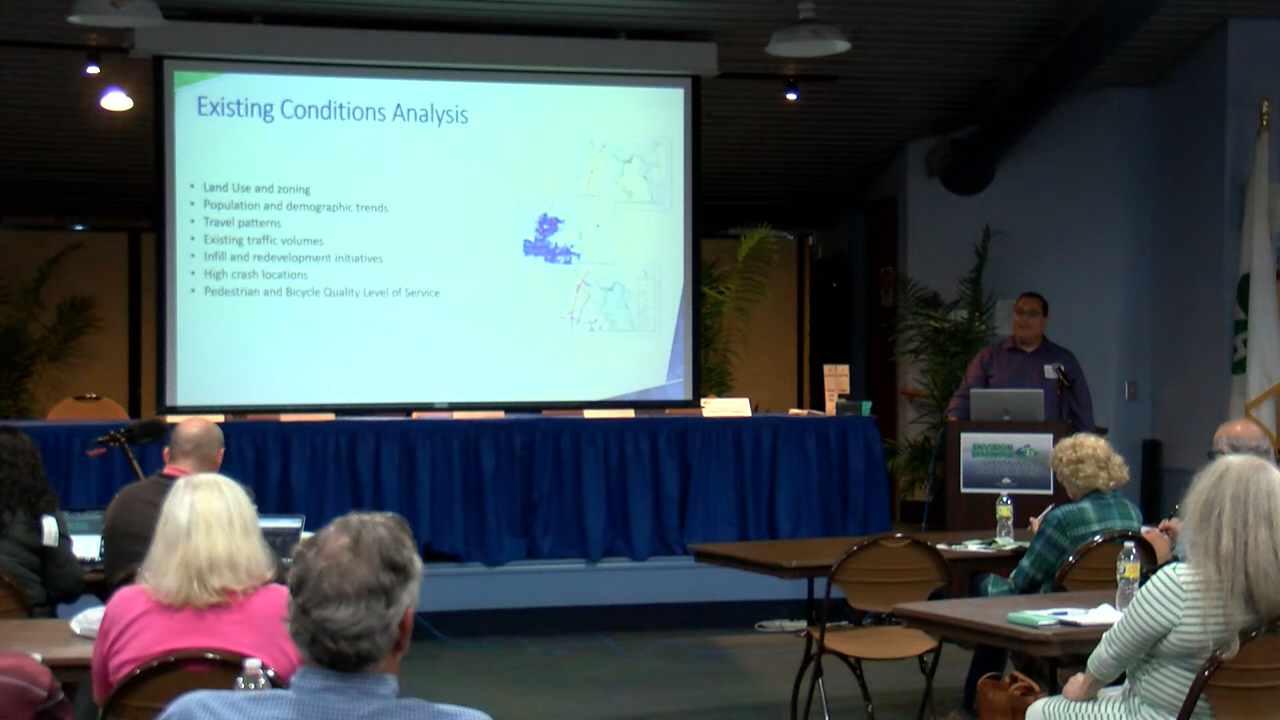 Existing Conditions Analysis
• Land Use and zoning
• Population and demographic trends
• Travel patterns
• Existing traffic volumes
• Infill and redevelopment initiatives
• High crash locations
• Pedestrian and Bicycle Quality Level of Service
ENVISION